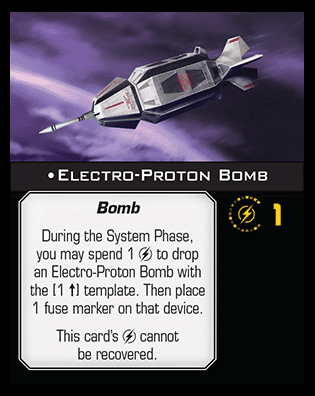 • Electro-Proton Bomb
Bomb
During the System Phase,
you may spend 1 to drop
an Electro-Proton Bomb with
the [1 ↑] template. Then place
1 fuse marker on that device.
This card's cannot
be recovered.
1